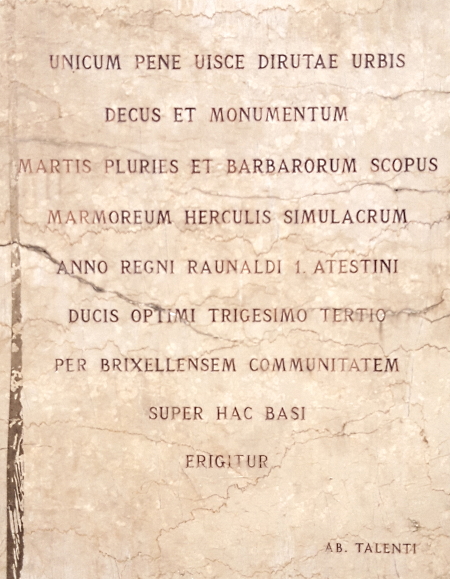 UNICUM PENE UISCE DIRUTAE URBIS
DECUS ET MONUMENTUM
MARTIS PLURIES ET BARBARORUM SCOPUS
MARMOREUM HERCULIS SIMULACRUM
ANNO REGNI RAUNALDI 1. ATESTINI
DUCIS OPTIMI TRIGESIMO TERTIO
PER BRIXELLENSEM COMMUNITATEM
SUPER HAC BASI
ERIGITUR
AB. TALENTI